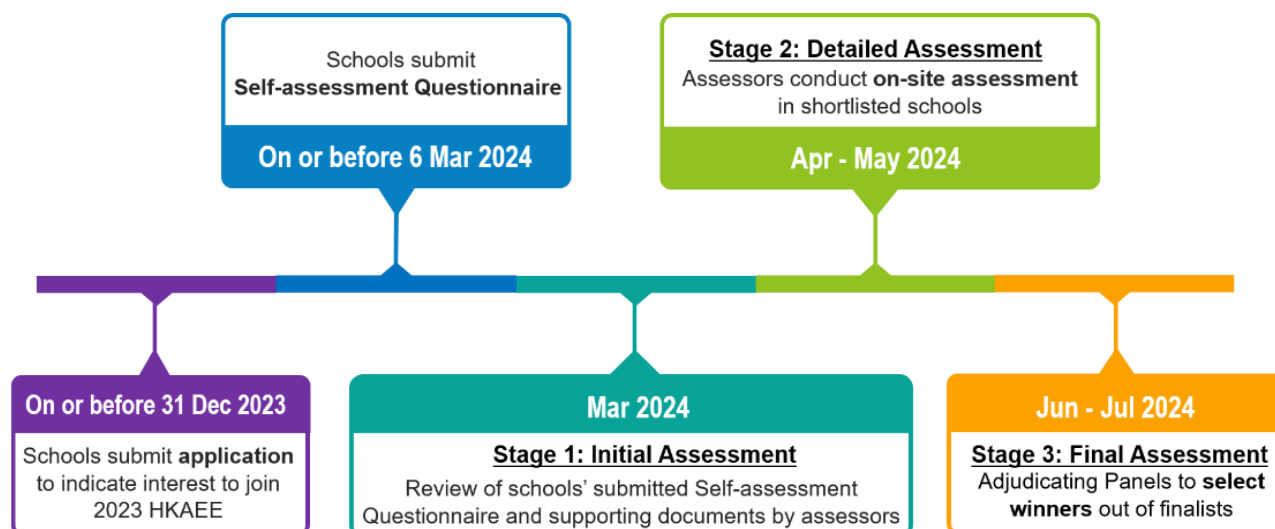 Schools submit
Self-assessment Questionnaire
On or before 6 Mar 2024
Stage 2: Detailed Assessment
Assessors conduct on-site assessment
in shortlisted schools
Apr - May 2024
On or before 31 Dec 2023
Schools submit application
to indicate interest to join
2023 HKAEE
Mar 2024
Stage 1: Initial Assessment
Review of schools’ submitted Self-assessment
Questionnaire and supporting documents by assessors
Jun - Jul 2024
Stage 3: Final Assessment
Adjudicating Panels to select
winners out of finalists